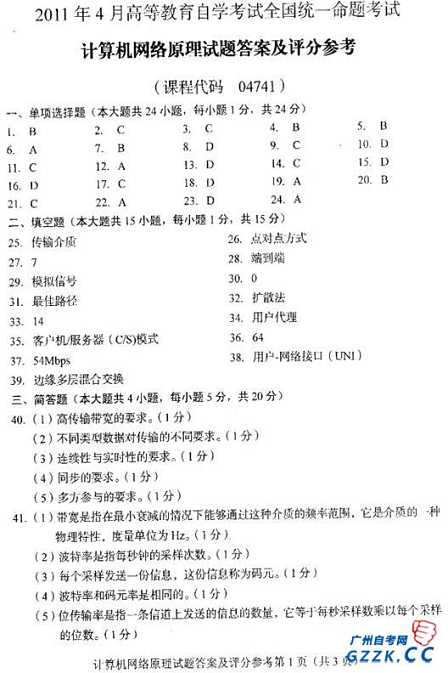 2011 年 4 月高等教育自学考试全国统一命题考试
计算机网络原理试题答案及评分参考
(课程代码 04741)
一、单项选择题(本大题共 24 小题,每小题 1 分,共 24 分)
1. B 2. C 3. C 4. B 5. B
6. A 7. B 8. D 9. C 10. D
11. C 12. A 13. D 14. C 15. D
16. D 17. C 18. D 19. A 20. B
21. C 22. A 23. D 24. A
二、填空题(本大题共 15 小题,每小题 1 分,共 15 分)
25. 传输介质 26. 点对点方式
27. 7 28. 端到端
29. 模拟信号 30. 0
31. 最佳路径 32. 扩散法
33. 14 34. 用户代理
35. 客户机/服务器(C/S)模式 36. 64
37. 54Mbps 38. 用户-网络接口(UNI)
39. 边缘多层混合交换
三、简答题(本大题共 4 小题,每小题 5 分,共 20 分)
40.(1)高传输带宽的要求。(1 分)
(2)不同类型数据对传输的不同要求。(1 分)
(3)连续性与实时性的要求。(1 分)
(4)同步的要求。(1 分)
(5)多方参与的要求。(1 分)
41.(1)带宽是指在最小衰减的情况下能够通过这种介质的频率范围,它是介质的一种
物理特性,度量单位为 Hz。(1 分)
(2)波特率是指每秒钟的采样次数。(1 分)
(3)每个采样发送一份信息,这份信息称为码元。(1 分)
(4)波特率和码元率是相同的。(1 分)
(5)位传输率是指一条信道上发送的信息的数量,它等于每秒采样数乘以每个采样
的位数。(1 分)
计算机网络原理试题答案及评分参考第 1 页(共 3 页
广州自考网
GZZK.CC